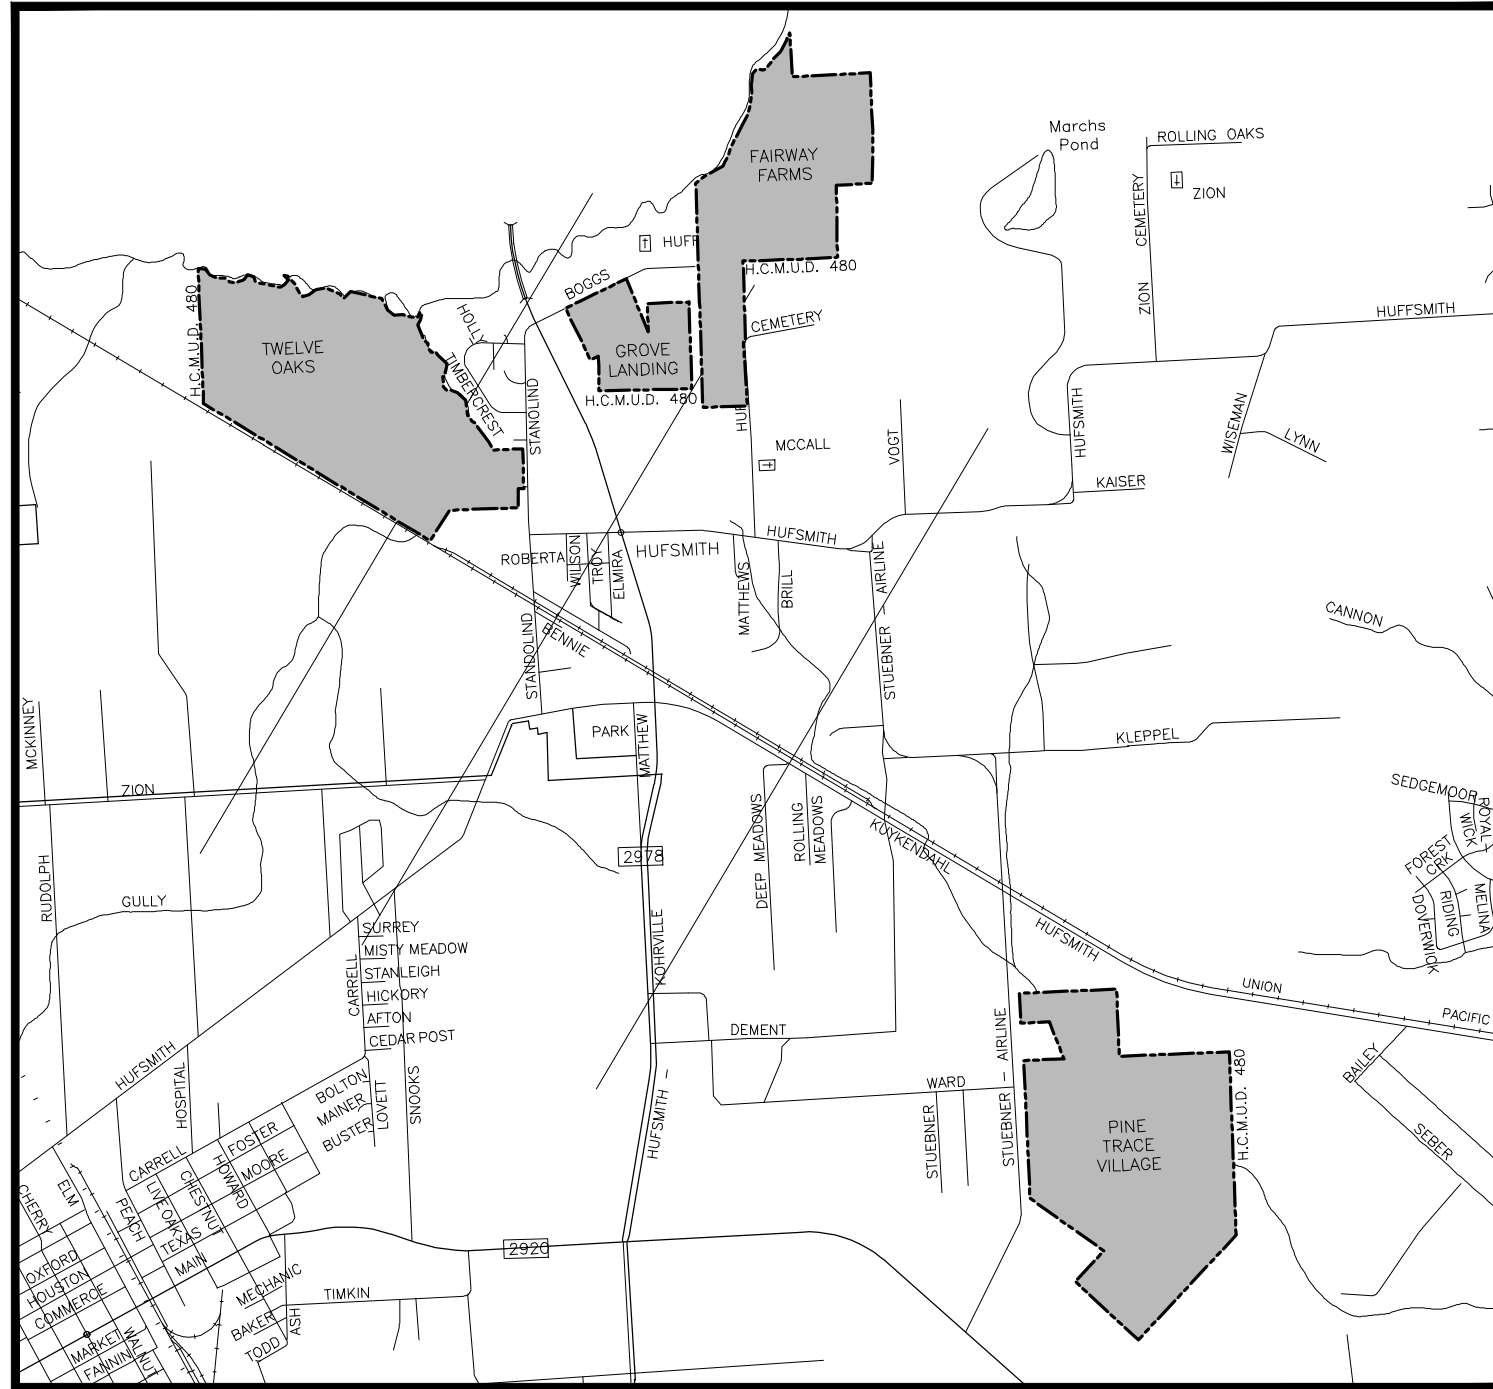 Marchs
Pond
ROLLING OAKS
FAIRWAY
FARMS
CEMETERY
ZION
ZION
HUFF
H.C.M.U.D. 480
BOGGS
H.C.M.U.D. 480
HOLLY
CEMETERY
HUFFSMITH
TWELVE
OAKS
GROVE
LANDING
TIMBERCREST
H.C.M.U.D. 480
STANOLIND
HUF
MCCALL
VOGT
HUFSMITH
WISEMAN
LYNN
KAISER
HUFSMITH
ROBERTA
WILSON
TROY
ELMIRA
HUFSMITH
MATTHEWS
BRILL
STUEBNER - AIRLINE
CANNON
BENNIE
STANDOLIND
MCKINNEY
PARK
MATTHEW
KLEPPEL
ZION
SEDGEMOOR
ROYAL
WICK
DEEP MEADOWS
ROLLING
MEADOWS
KUYKENDAHL
2978
FOREST
CRK
RUDOLPH
GULLY
DOVERWICK
RIDING
MELINA
SURREY
MISTY MEADOW
STANLEIGH
HICKORY
AFTON
CEDAR POST
CARRELL
HUFSMITH - KOHRVILLE
HUFSMITH
UNION
PACIFIC
DEMENT
STUEBNER - AIRLINE
HUFSMITH
BOLTON
MAINER
BUSTER
LOVETT
SNOOKS
HOSPITAL
WARD
STUEBNER
PINE
TRACE
VILLAGE
H.C.M.U.D. 480
BAILEY
SEBER
CARRELL
FOSTER
MOORE
HOWARD
CHESTNUT
LIVE OAK
TEXAS
MAIN
PEACH
ELM
CHERRY
2920
OXFORD
HOUSTON
COMMERCE
MECHANIC
TIMKIN
BAKER
ASH
TODD
MARKET
FANNIN
WALNUT